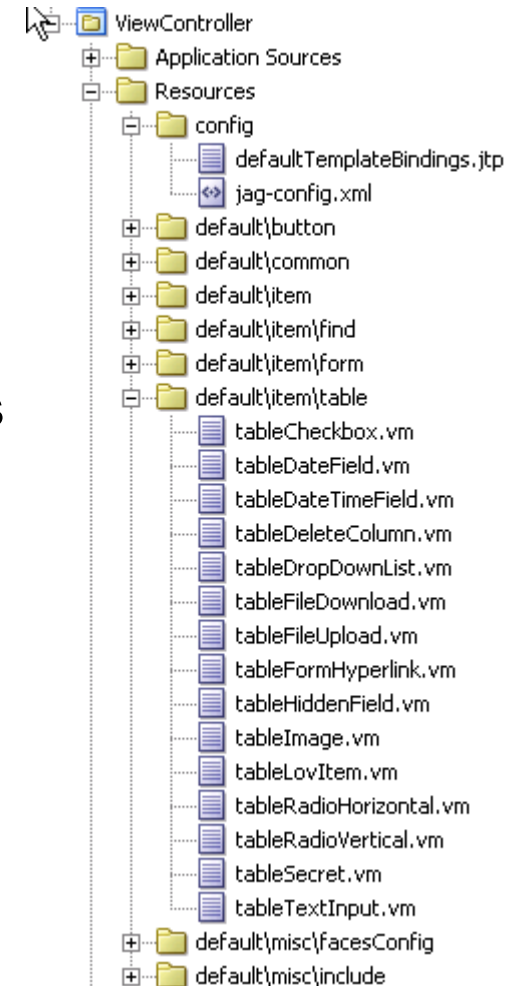 ViewController
Application Sources
Resources
config
defaultTemplateBindings.jtp
jag-config.xml
default\button
default\common
default\item
default\item\find
default\item\form
default\item\table
s
tableCheckbox.vm
tableDateField.vm
tableDateTimeField.vm
tableDeleteColumn.vm
tableDropDownList.vm
tableFileDownload.vm
tableFileUpload.vm
tableFormHyperlink.vm
tableHiddenField.vm
tableImage.vm
tableLovItem.vm
tableRadioHorizontal.vm
tableRadioVertical.vm
tableSecret.vm
tableTextInput.vm
default\misc\facesConfig
default\misc\include